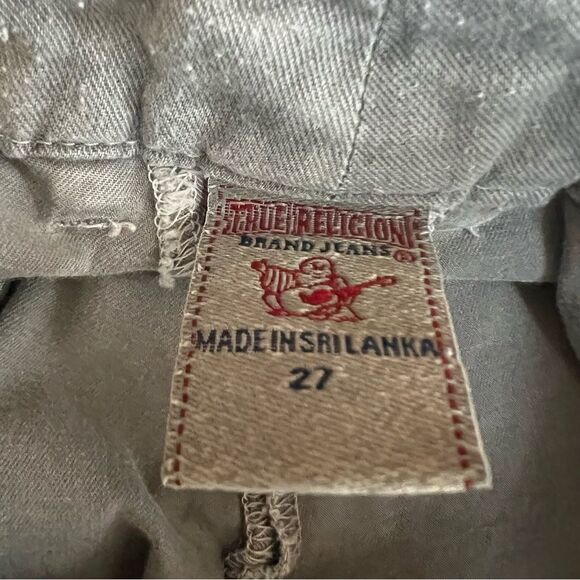 TRUE RELIGION
BRAND JEANS®
MADE IN SRI LANKA
27